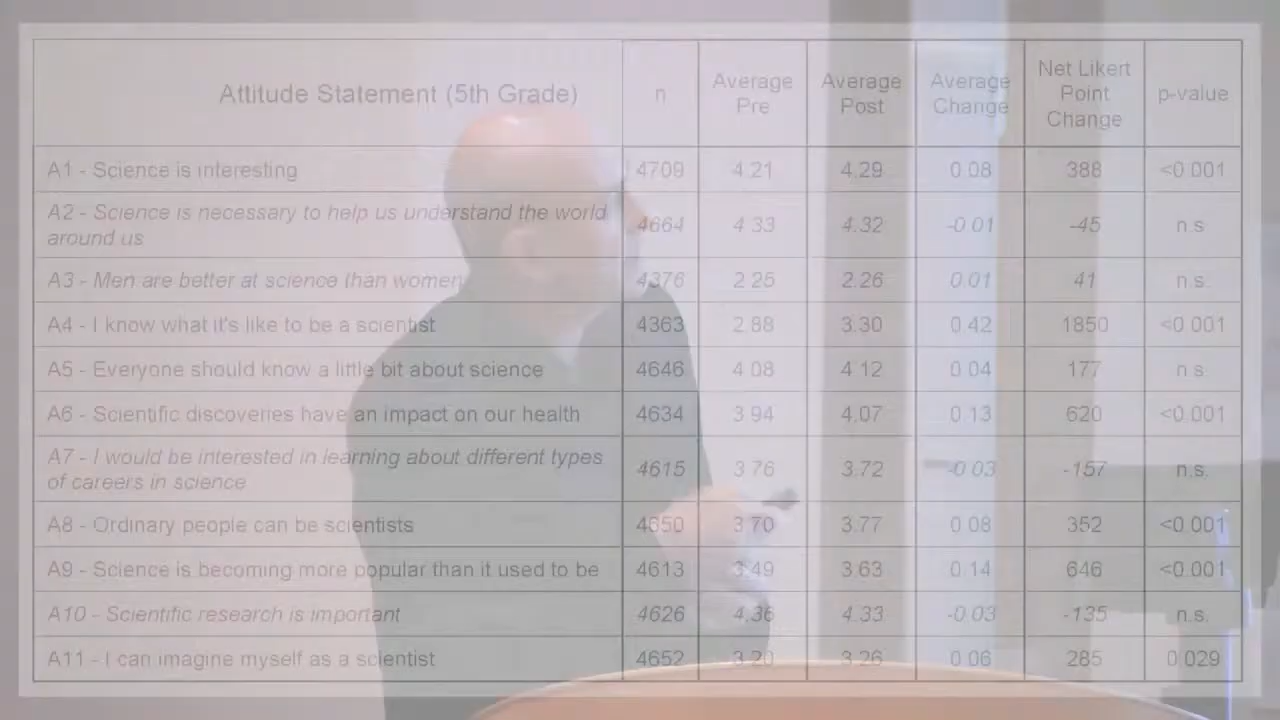 Attitude Statement (5th Grade) n Average Pre Average Post Average Change Net Likert Point Change p-value
A1 - Science is interesting 4709 4.21 4.29 0.08 388 <0.001
A2 - Science is necessary to help us understand the world around us 4664 4.33 4.32 -0.01 -45 n.s.
A3 - Men are better at science than women 4376 2.25 2.26 0.01 41 n.s.
A4 - I know what it's like to be a scientist 4363 2.88 3.30 0.42 1850 <0.001
A5 - Everyone should know a little bit about science 4646 4.08 4.12 0.04 177 n.s.
A6 - Scientific discoveries have an impact on our health 4634 3.94 4.07 0.13 620 <0.001
A7 - I would be interested in learning about different types of careers in science 4615 3.76 3.72 -0.03 -157 n.s.
A8 - Ordinary people can be scientists 4650 3.70 3.77 0.08 352 <0.001
A9 - Science is becoming more popular than it used to be 4613 3.49 3.63 0.14 646 <0.001
A10 - Scientific research is important 4626 4.36 4.33 -0.03 -135 n.s.
A11 - I can imagine myself as a scientist 4652 3.20 3.26 0.06 285 0.029